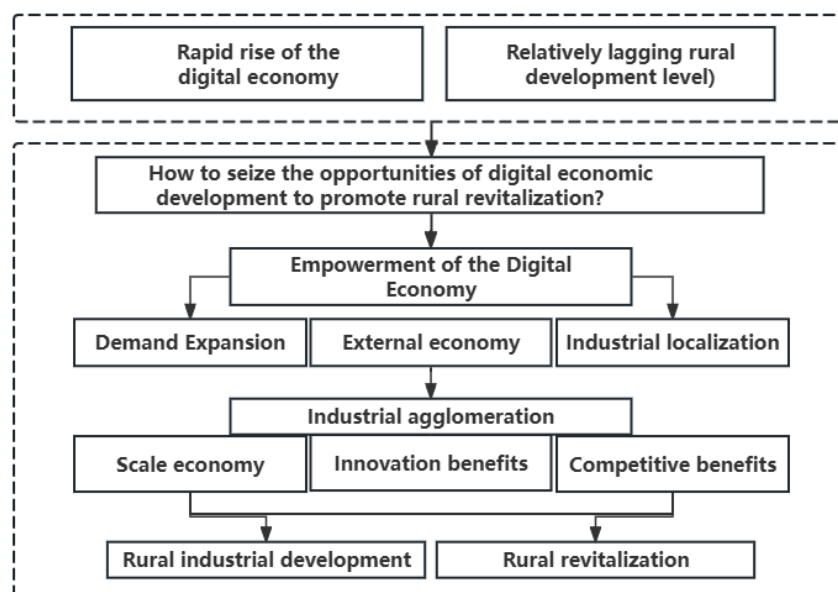 Rapid rise of the
digital economy
Relatively lagging rural
development level)
How to seize the opportunities of digital economic
development to promote rural revitalization?
Empowerment of the Digital
Economy
Demand Expansion
External economy
Industrial localization
Industrial agglomeration
Scale economy
Innovation benefits
Competitive benefits
Rural industrial development
Rural revitalization